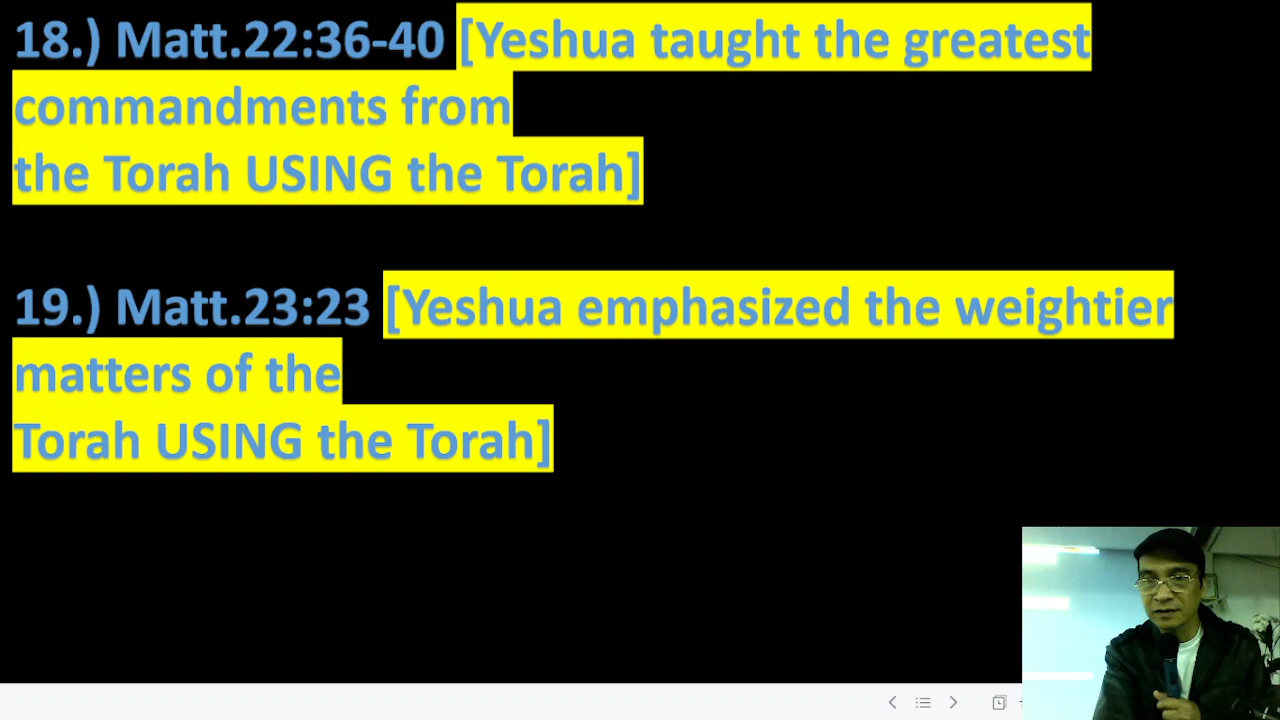 18.) Matt.22:36-40 [Yeshua taught the greatest
commandments from
the Torah USING the Torah]
19.) Matt.23:23 [Yeshua emphasized the weightier
matters of the
Torah USING the Torah]